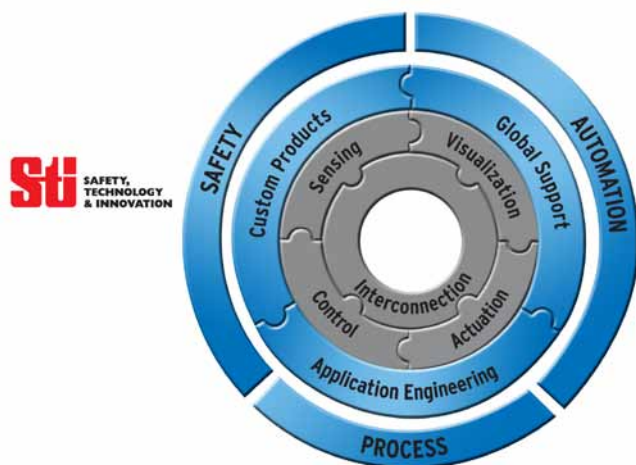 Sti
SAFETY,
TECHNOLOGY
& INNOVATION
SAFETY
AUTOMATION
PROCESS
Custom Products
Global Support
Application Engineering
Sensing
Visualization
Control
Actuation
Interconnection